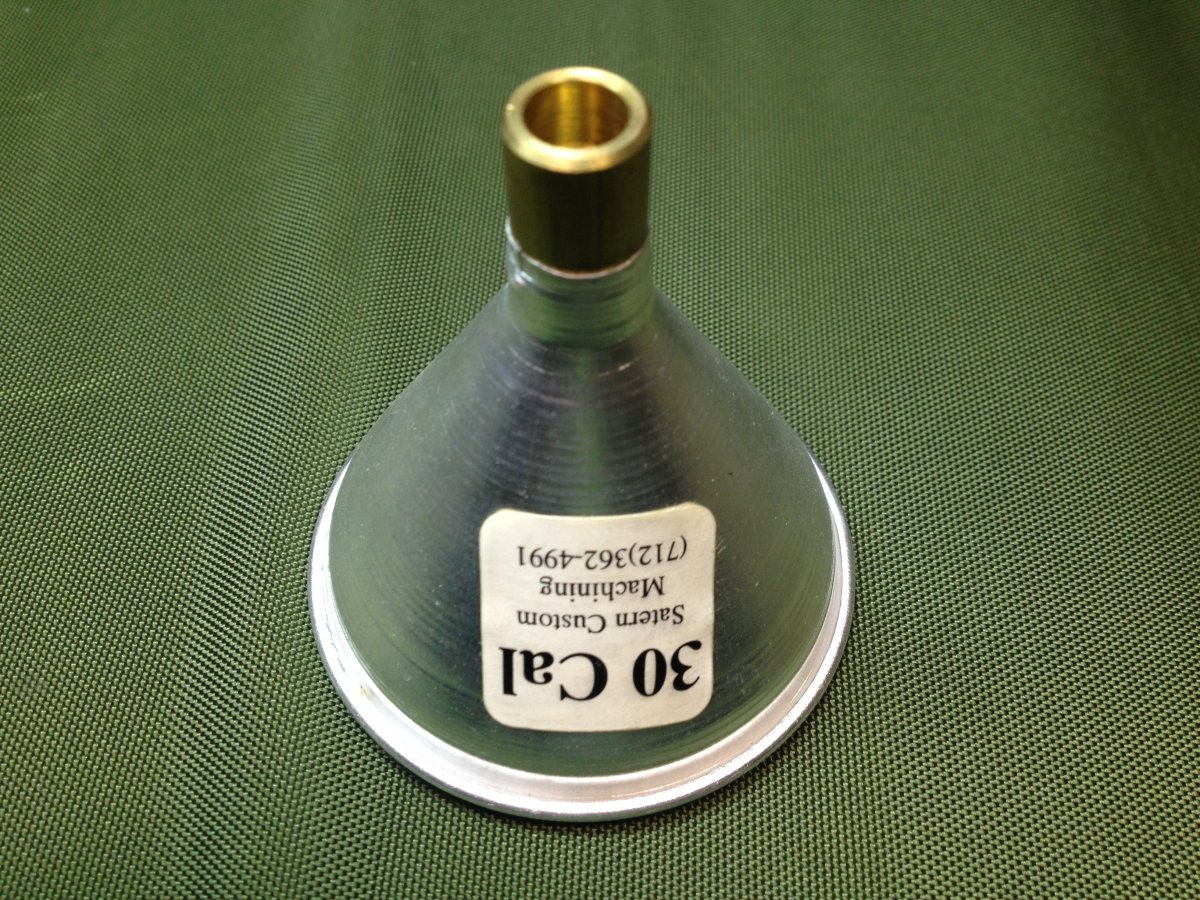 30 Cal
Satern Custom
Machining
(712)362-4991